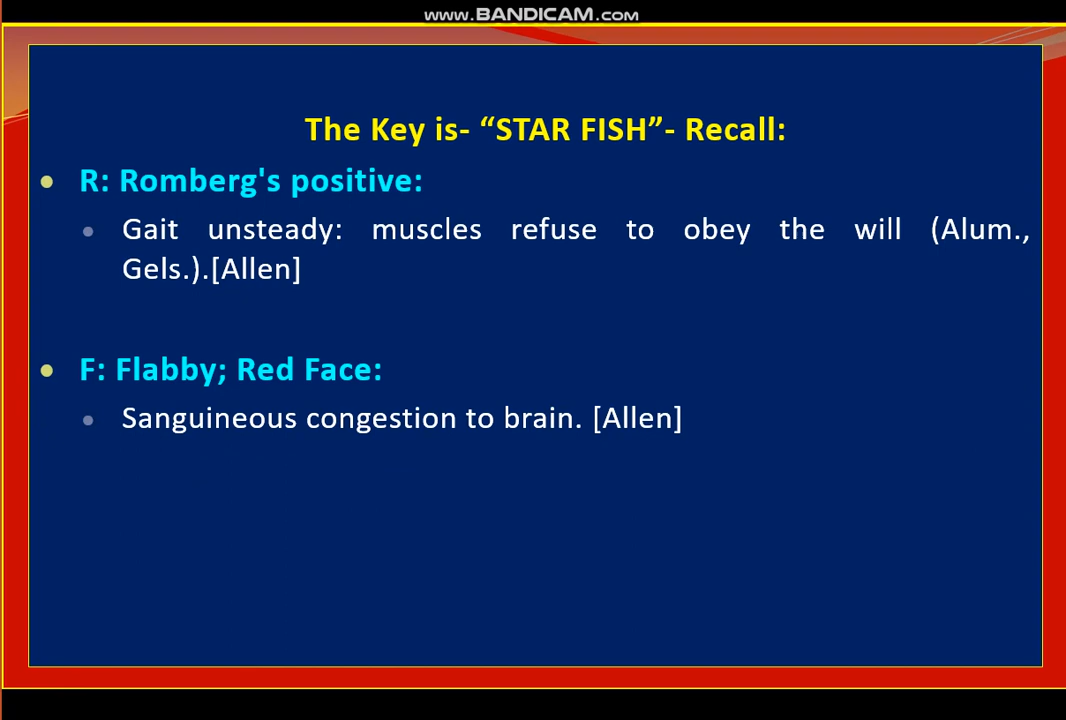 www.BANDICAM.com
The Key is- “STAR FISH”- Recall:
R: Romberg's positive:
Gait unsteady: muscles refuse to obey the will (Alum.,
Gels.).[Allen]
F: Flabby; Red Face:
Sanguineous congestion to brain. [Allen]